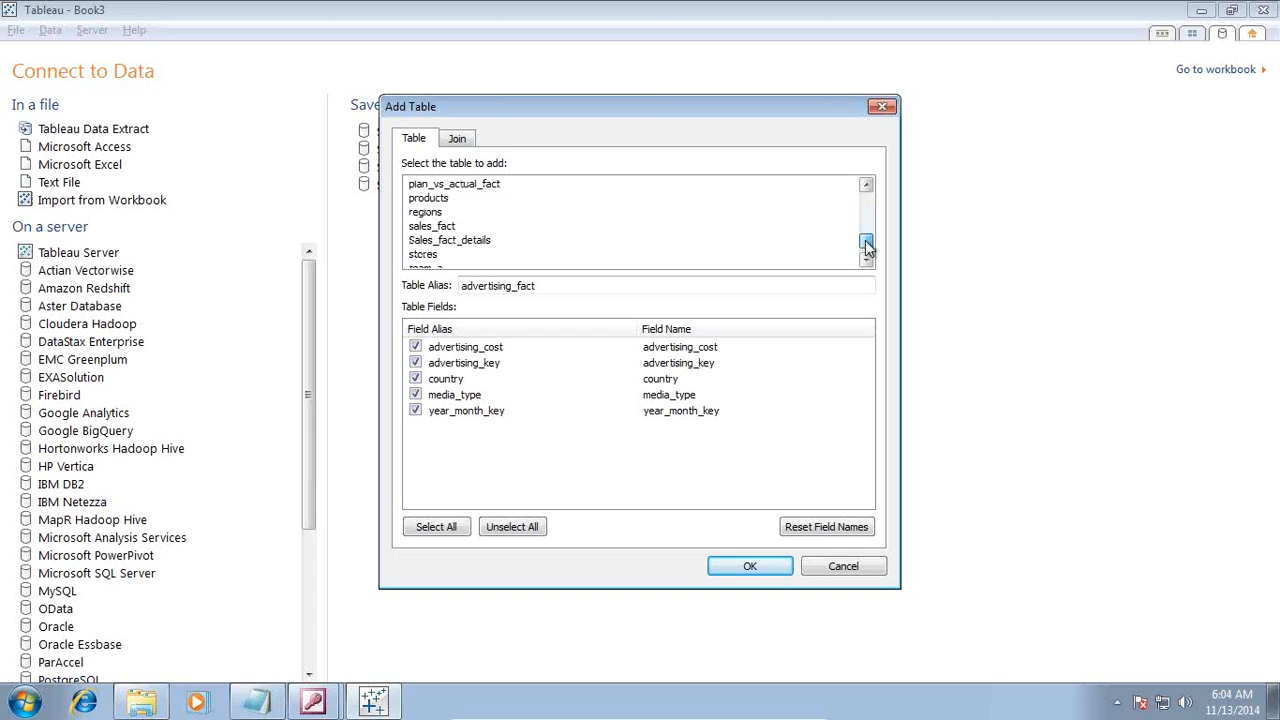 Tableau - Book3
File Data Server Help
Connect to Data
Go to workbook
In a file
Tableau Data Extract
Microsoft Access
Microsoft Excel
Text File
Import from Workbook
On a server
Tableau Server
Actian Vectorwise
Amazon Redshift
Aster Database
Cloudera Hadoop
DataStax Enterprise
EMC Greenplum
EXASolution
Firebird
Google Analytics
Google BigQuery
Hortonworks Hadoop Hive
HP Vertica
IBM DB2
IBM Netezza
MapR Hadoop Hive
Microsoft Analysis Services
Microsoft PowerPivot
Microsoft SQL Server
MySQL
OData
Oracle
Oracle Essbase
ParAccel
PostgreSQL
Add Table
Table Join
Select the table to add:
plan_vs_actual_fact
products
regions
sales_fact
Sales_fact_details
stores
Table Alias: advertising_fact
Table Fields:
Field Alias Field Name
advertising_cost advertising_cost
advertising_key advertising_key
country country
media_type media_type
year_month_key year_month_key
Select All Unselect All Reset Field Names
OK Cancel
6:04 AM
11/13/2014